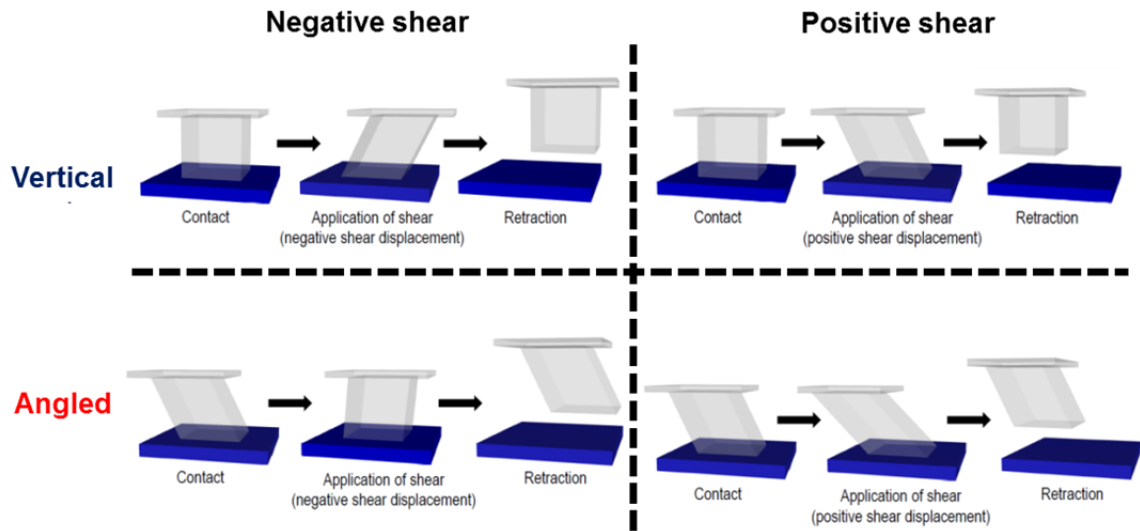 Negative shear
Positive shear
Vertical
Contact
Application of shear
(negative shear displacement)
Retraction
Contact
Application of shear
(positive shear displacement)
Retraction
Angled
Contact
Application of shear
(negative shear displacement)
Retraction
Contact
Application of shear
(positive shear displacement)
Retraction